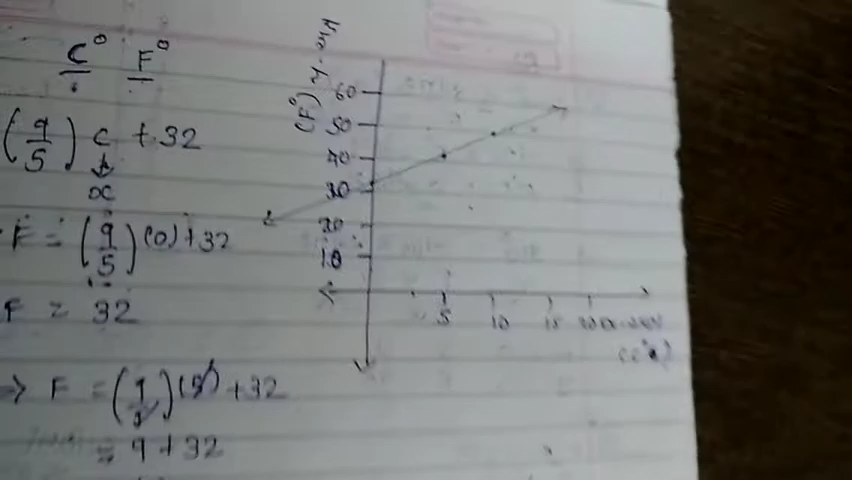 C° F°
(9/5) C + 32
↓
x
F = (9/5)(0) + 32
F = 32
⇒ F = (9/5)(5) + 32
= 9 + 32
(F°)
60
50
40
30
20
10
5 10 15 20